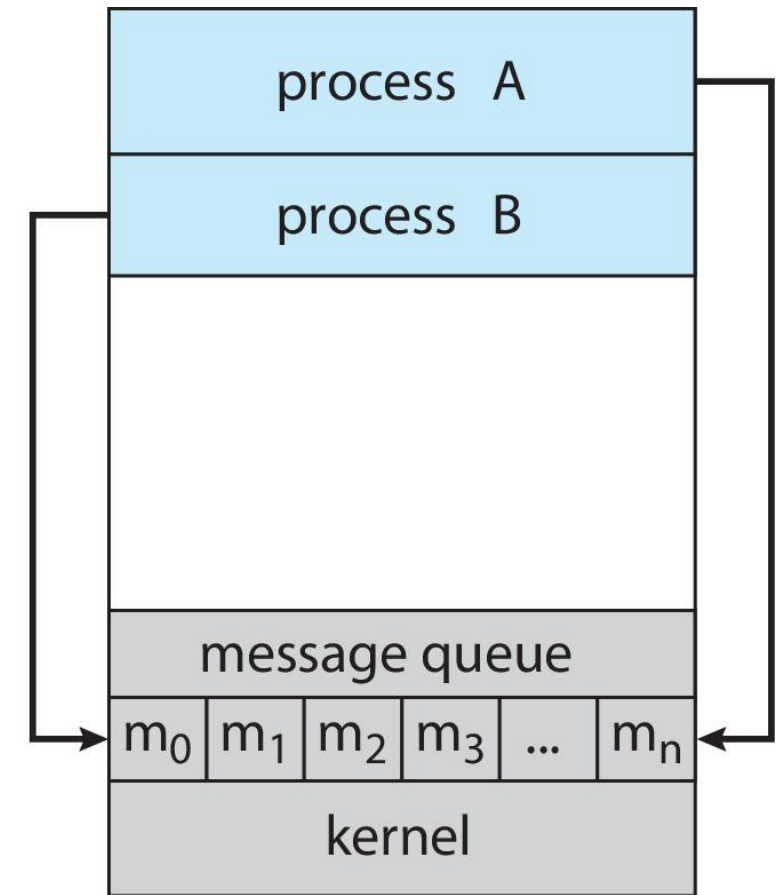 process A
process B
message queue
m₀ m₁ m₂ m₃ ... mₙ
kernel